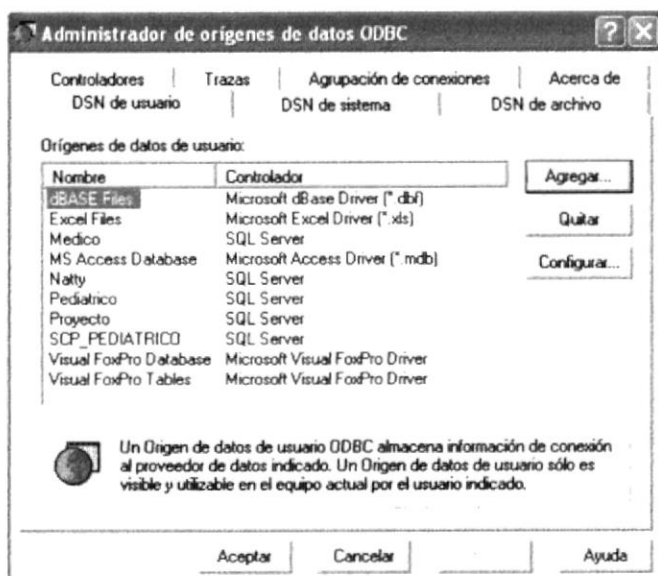 Administrador de orígenes de datos ODBC
Controladores Trazas Agrupación de conexiones Acerca de
DSN de usuario DSN de sistema DSN de archivo
Orígenes de datos de usuario:
Nombre Controlador
dBASE Files Microsoft dBase Driver (*.dbf)
Excel Files Microsoft Excel Driver (*.xls)
Medico SQL Server
MS Access Database Microsoft Access Driver (*.mdb)
Natty SQL Server
Pediatrico SQL Server
Proyecto SQL Server
SCP_PEDIATRICO SQL Server
Visual FoxPro Database Microsoft Visual FoxPro Driver
Visual FoxPro Tables Microsoft Visual FoxPro Driver
Agregar...
Quitar
Configurar...
Un Origen de datos de usuario ODBC almacena información de conexión
al proveedor de datos indicado. Un Origen de datos de usuario sólo es
visible y utilizable en el equipo actual por el usuario indicado.
Aceptar Cancelar Ayuda